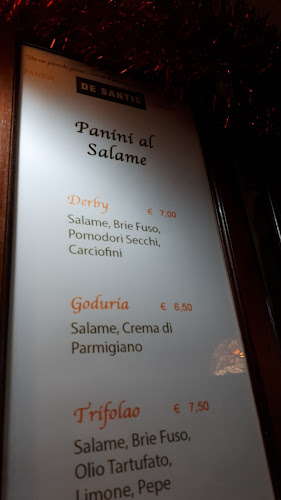 DE SANTIS
Panini al
Salame
Derby € 7,00
Salame, Brie Fuso,
Pomodori Secchi,
Carciofini
Goduria € 6,50
Salame, Crema di
Parmigiano
Trifolao € 7,50
Salame, Brie Fuso,
Olio Tartufato,
Limone, Pepe